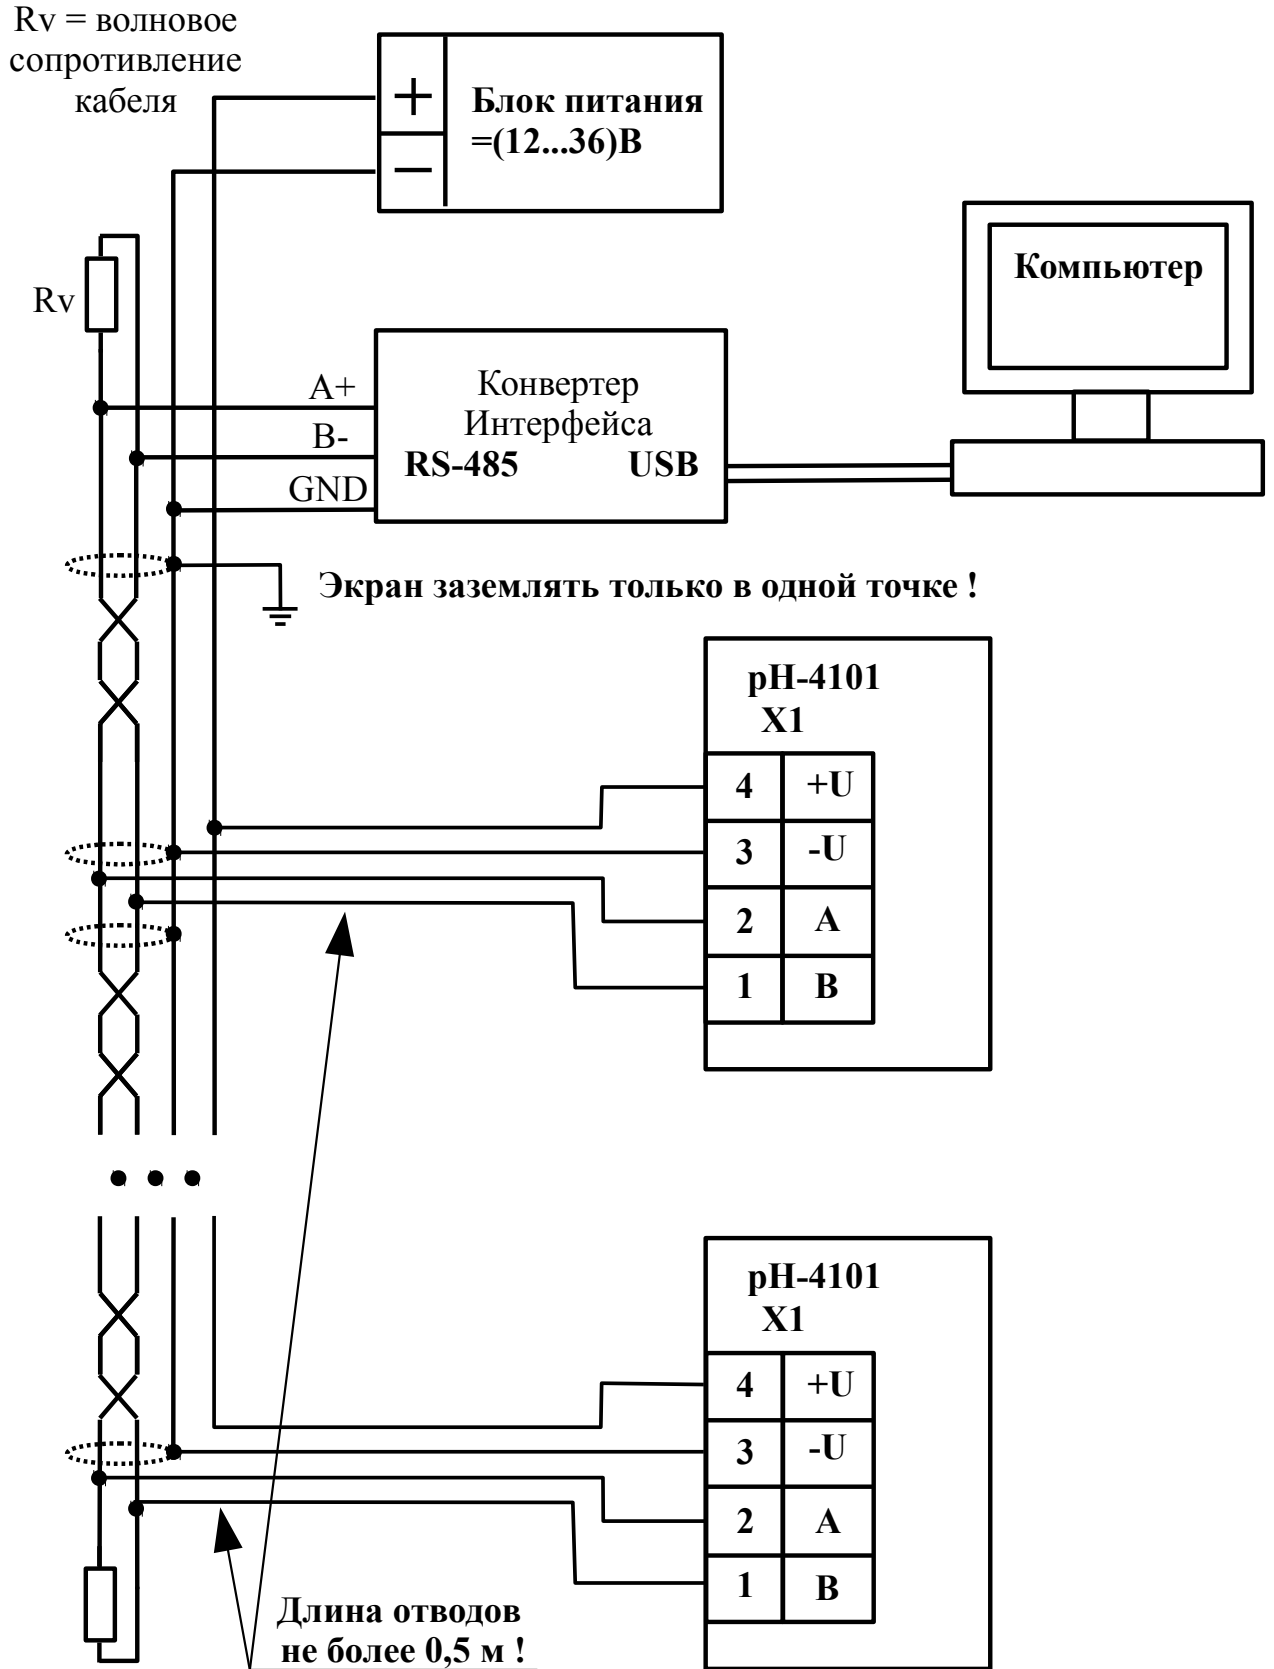 Rv = волновое
сопротивление
кабеля
+
Блок питания
=(12...36)В
−
Компьютер
Rv
A+
Конвертер
Интерфейса
B-
RS-485 USB
GND
Экран заземлять только в одной точке !
pH-4101
X1
4 +U
3 -U
2 A
1 B
pH-4101
X1
4 +U
3 -U
2 A
1 B
Длина отводов
не более 0,5 м !